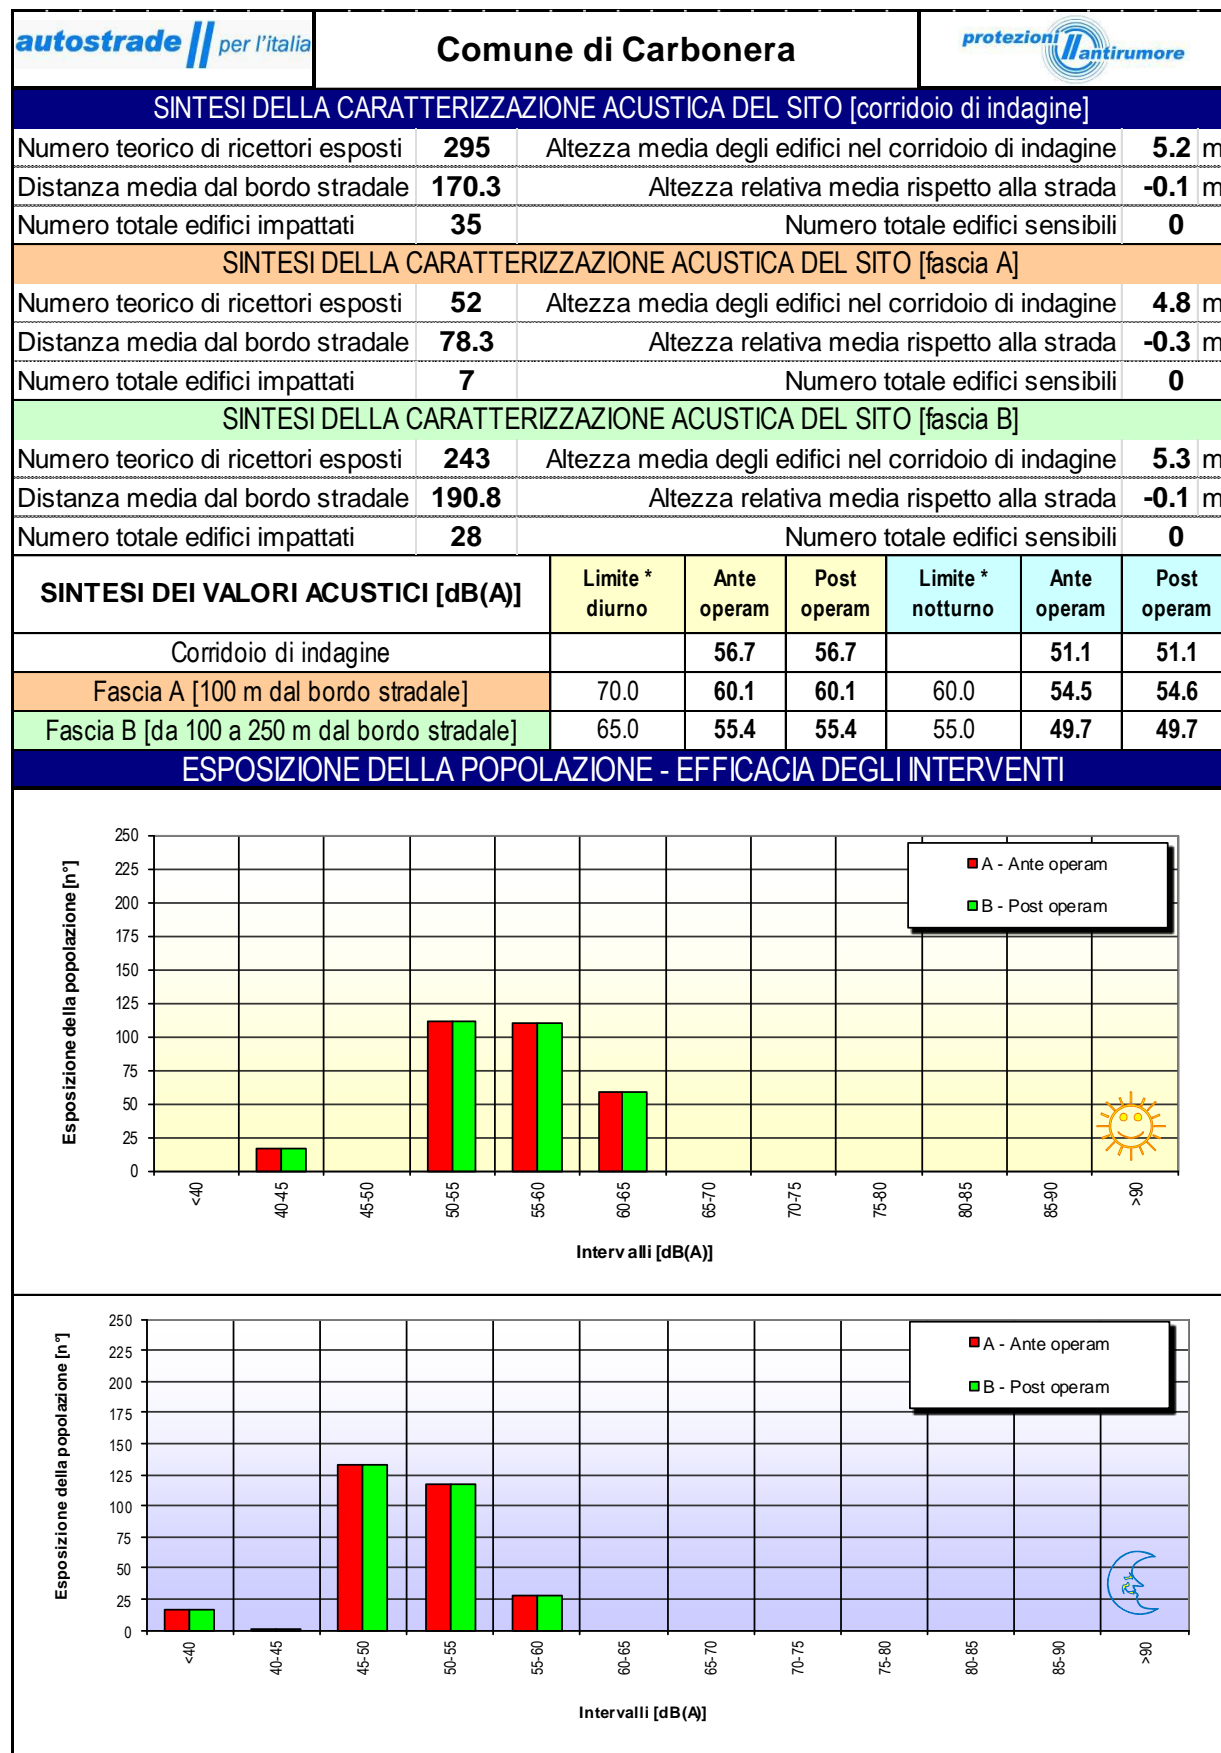 autostrade per l'italia
Comune di Carbonera
protezioni antirumore
SINTESI DELLA CARATTERIZZAZIONE ACUSTICA DEL SITO [corridoio di indagine]
Numero teorico di ricettori esposti 295 Altezza media degli edifici nel corridoio di indagine 5.2 m
Distanza media dal bordo stradale 170.3 Altezza relativa media rispetto alla strada -0.1 m
Numero totale edifici impattati 35 Numero totale edifici sensibili 0
SINTESI DELLA CARATTERIZZAZIONE ACUSTICA DEL SITO [fascia A]
Numero teorico di ricettori esposti 52 Altezza media degli edifici nel corridoio di indagine 4.8 m
Distanza media dal bordo stradale 78.3 Altezza relativa media rispetto alla strada -0.3 m
Numero totale edifici impattati 7 Numero totale edifici sensibili 0
SINTESI DELLA CARATTERIZZAZIONE ACUSTICA DEL SITO [fascia B]
Numero teorico di ricettori esposti 243 Altezza media degli edifici nel corridoio di indagine 5.3 m
Distanza media dal bordo stradale 190.8 Altezza relativa media rispetto alla strada -0.1 m
Numero totale edifici impattati 28 Numero totale edifici sensibili 0
SINTESI DEI VALORI ACUSTICI [dB(A)] Limite * diurno Ante operam Post operam Limite * notturno Ante operam Post operam
Corridoio di indagine 56.7 56.7 51.1 51.1
Fascia A [100 m dal bordo stradale] 70.0 60.1 60.1 60.0 54.5 54.6
Fascia B [da 100 a 250 m dal bordo stradale] 65.0 55.4 55.4 55.0 49.7 49.7
ESPOSIZIONE DELLA POPOLAZIONE - EFFICACIA DEGLI INTERVENTI
Esposizione della popolazione [n°]
250
225
200
175
150
125
100
75
50
25
0
A - Ante operam
B - Post operam
<40 40-45 45-50 50-55 55-60 60-65 65-70 70-75 75-80 80-85 85-90 >90
Intervalli [dB(A)]
Esposizione della popolazione [n°]
250
225
200
175
150
125
100
75
50
25
0
A - Ante operam
B - Post operam
<40 40-45 45-50 50-55 55-60 60-65 65-70 70-75 75-80 80-85 85-90 >90
Intervalli [dB(A)]